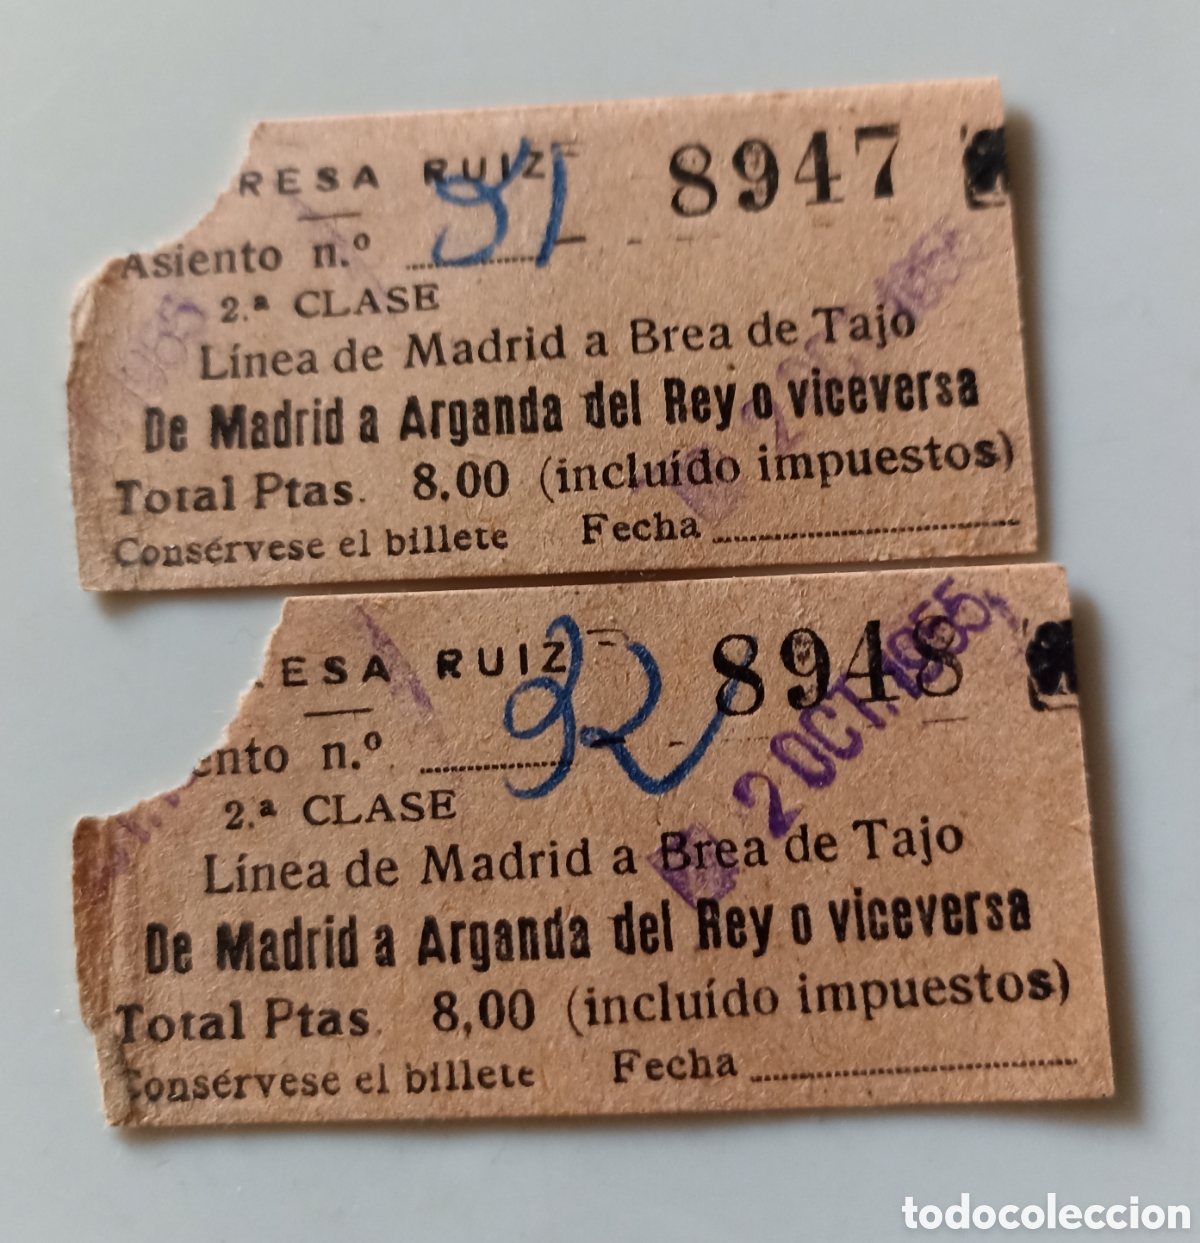 RESA RUIZ 8947
91
Asiento n.º
2.ª CLASE
Línea de Madrid a Brea de Tajo
De Madrid a Arganda del Rey o viceversa
Total Ptas. 8,00 (incluído impuestos)
Consérvese el billete Fecha
ESA RUIZ 8948
92
ento n.º
2 OCT. 1955
2.ª CLASE
Línea de Madrid a Brea de Tajo
De Madrid a Arganda del Rey o viceversa
Total Ptas. 8,00 (incluído impuestos)
Consérvese el billete Fecha
todocoleccion